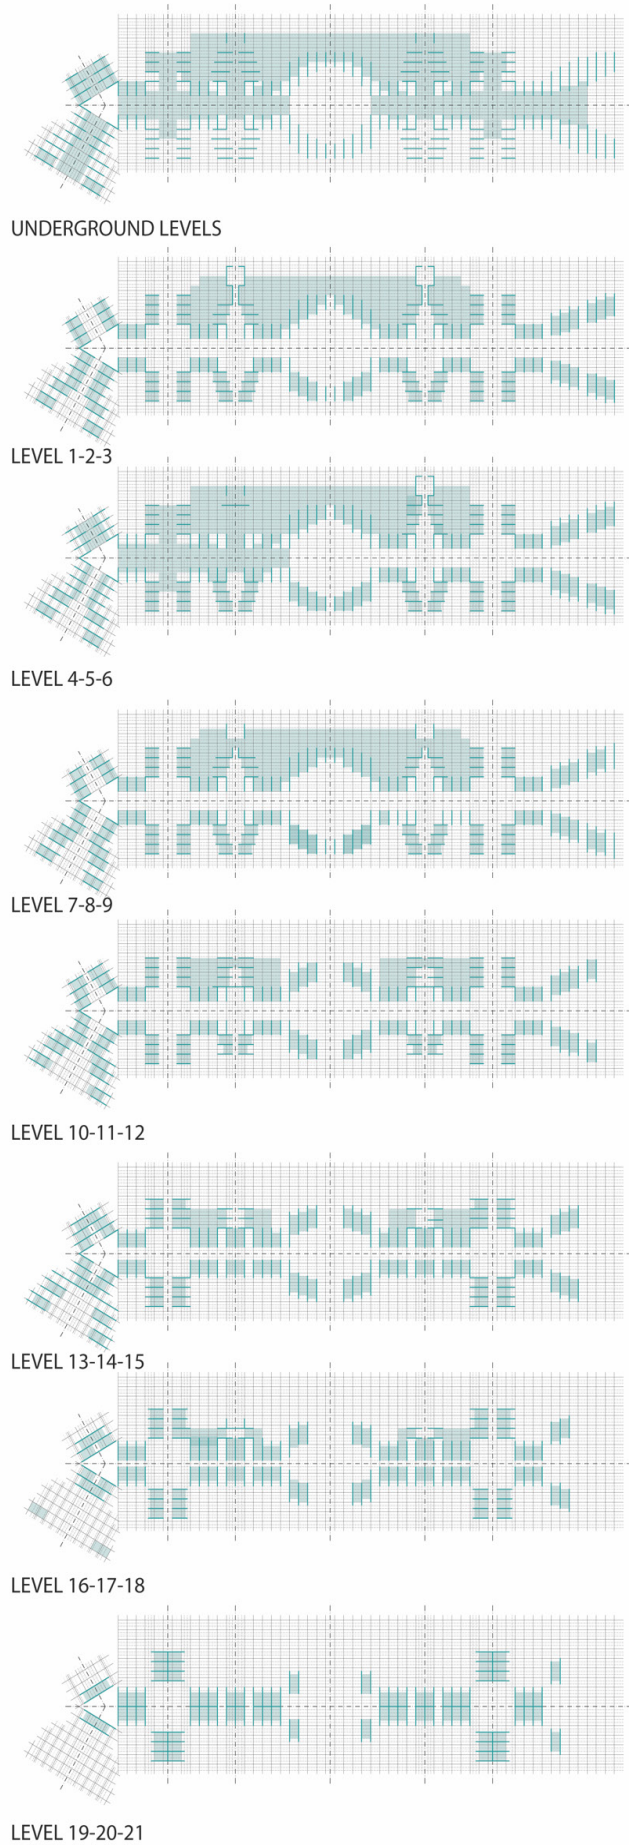 UNDERGROUND LEVELS
LEVEL 1-2-3
LEVEL 4-5-6
LEVEL 7-8-9
LEVEL 10-11-12
LEVEL 13-14-15
LEVEL 16-17-18
LEVEL 19-20-21